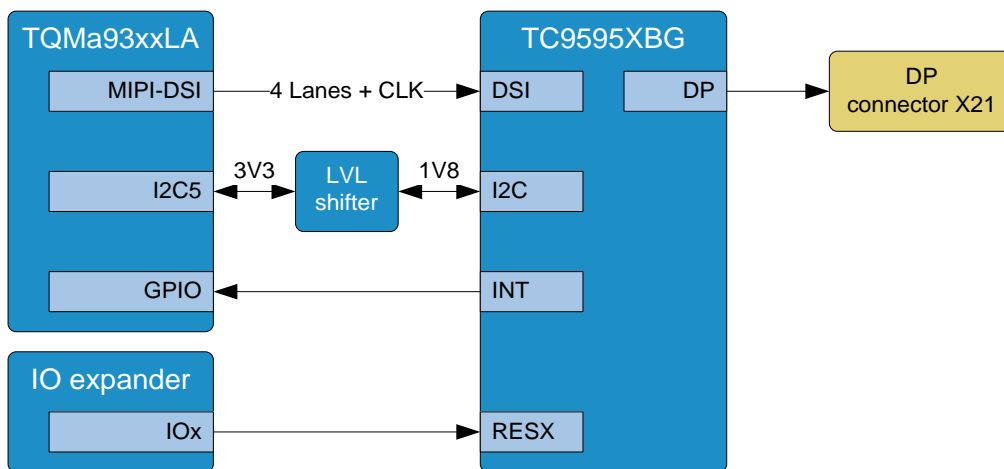 TQMa93xxLA
TC9595XBG
MIPI-DSI
4 Lanes + CLK
DSI
DP
DP
connector X21
I2C5
3V3
LVL
shifter
1V8
I2C
GPIO
INT
IO expander
IOx
RESX